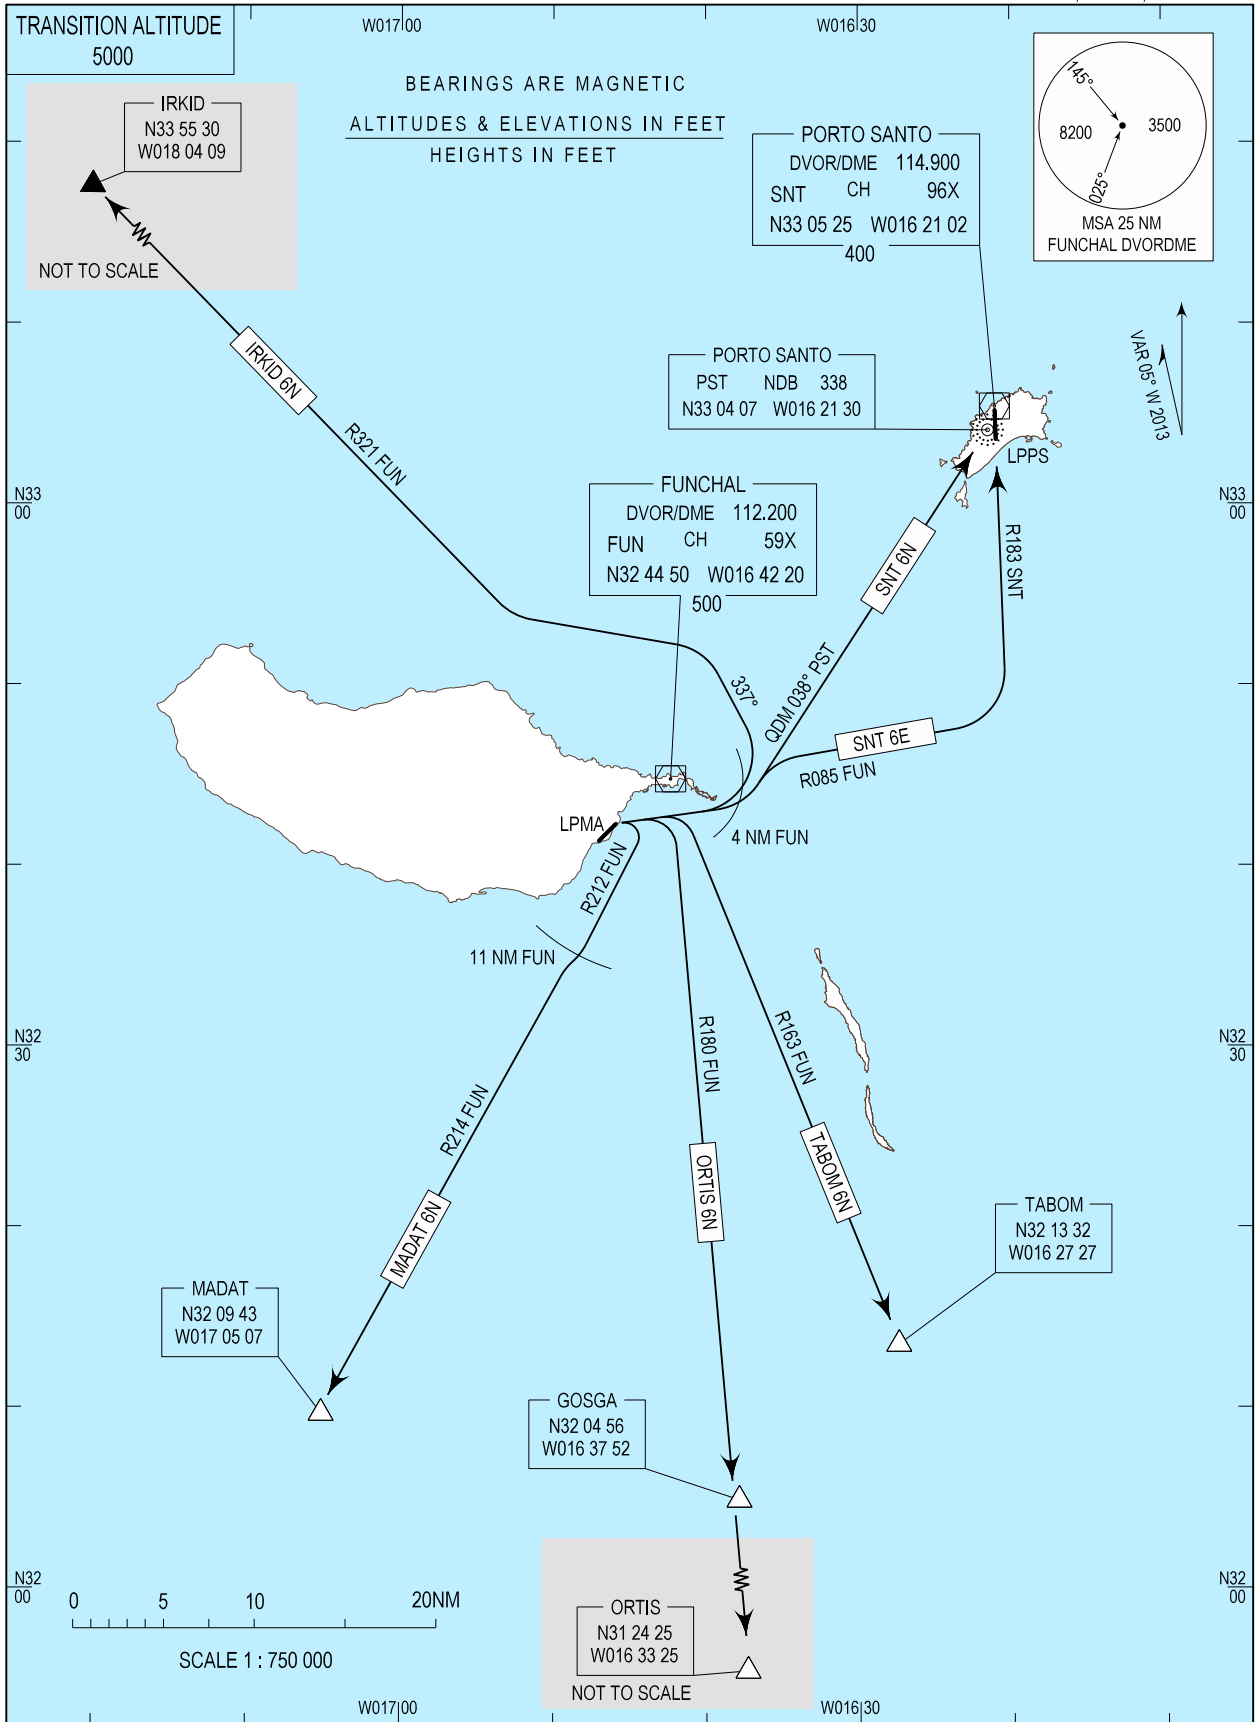 TRANSITION ALTITUDE
5000
W017 00
W016 30
BEARINGS ARE MAGNETIC
ALTITUDES & ELEVATIONS IN FEET
HEIGHTS IN FEET
IRKID
N33 55 30
W018 04 09
NOT TO SCALE
PORTO SANTO
DVOR/DME 114.900
SNT CH 96X
N33 05 25 W016 21 02
400
145°
8200
3500
025°
MSA 25 NM
FUNCHAL DVORDME
VAR 05° W 2013
PORTO SANTO
PST NDB 338
N33 04 07 W016 21 30
LPPS
IRKID 6N
R321 FUN
N33
00
N33
00
FUNCHAL
DVOR/DME 112.200
FUN CH 59X
N32 44 50 W016 42 20
500
SNT 6N
R183 SNT
QDM 038° PST
337°
SNT 6E
R085 FUN
LPMA
4 NM FUN
R212 FUN
11 NM FUN
N32
30
N32
30
R180 FUN
R163 FUN
R214 FUN
ORTIS 6N
TABOM 6N
MADAT 6N
TABOM
N32 13 32
W016 27 27
MADAT
N32 09 43
W017 05 07
GOSGA
N32 04 56
W016 37 52
N32
00
N32
00
0 5 10 20NM
SCALE 1 : 750 000
ORTIS
N31 24 25
W016 33 25
NOT TO SCALE
W017 00
W016 30